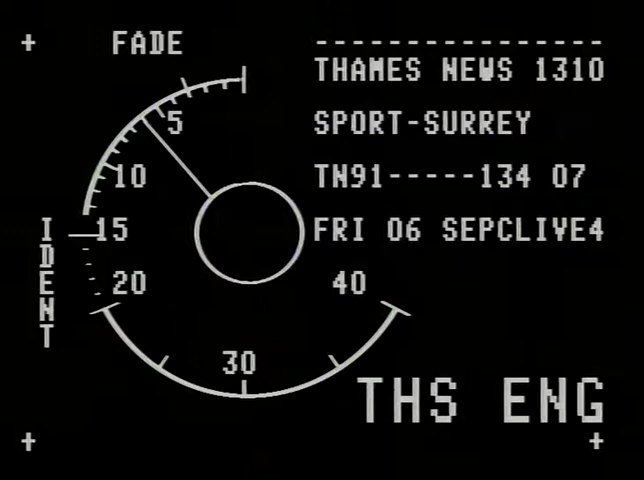 FADE
----------------
THAMES NEWS 1310
SPORT-SURREY
TN91-----134 07
FRI 06 SEPCLIVE4
5
10
15
20
30
40
IDENT
THS ENG